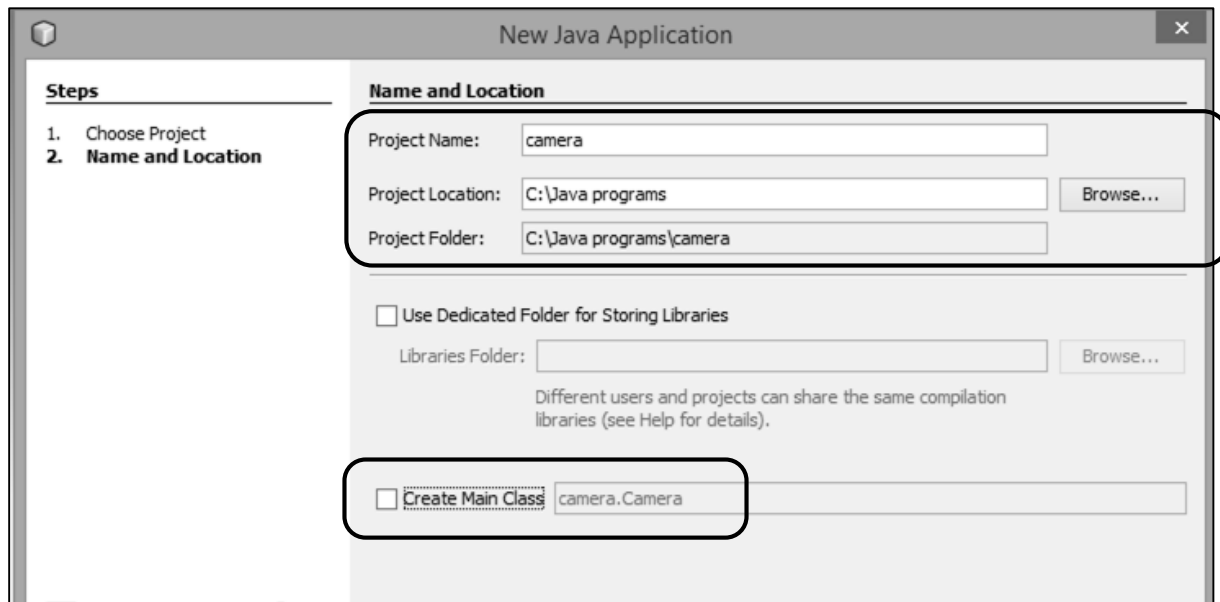 New Java Application
Steps
1. Choose Project
2. Name and Location
Name and Location
Project Name: camera
Project Location: C:\Java programs Browse...
Project Folder: C:\Java programs\camera
Use Dedicated Folder for Storing Libraries
Libraries Folder: Browse...
Different users and projects can share the same compilation
libraries (see Help for details).
Create Main Class camera.Camera